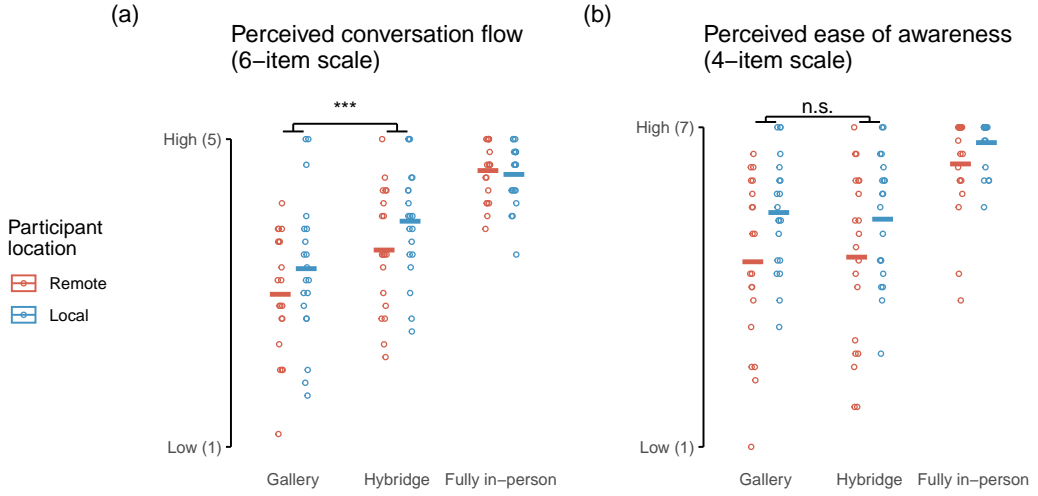 (a)
Perceived conversation flow
(6−item scale)
***
High (5)
Low (1)
Gallery
Hybridge
Fully in−person
Participant
location
Remote
Local
(b)
Perceived ease of awareness
(4−item scale)
n.s.
High (7)
Low (1)
Gallery
Hybridge
Fully in−person